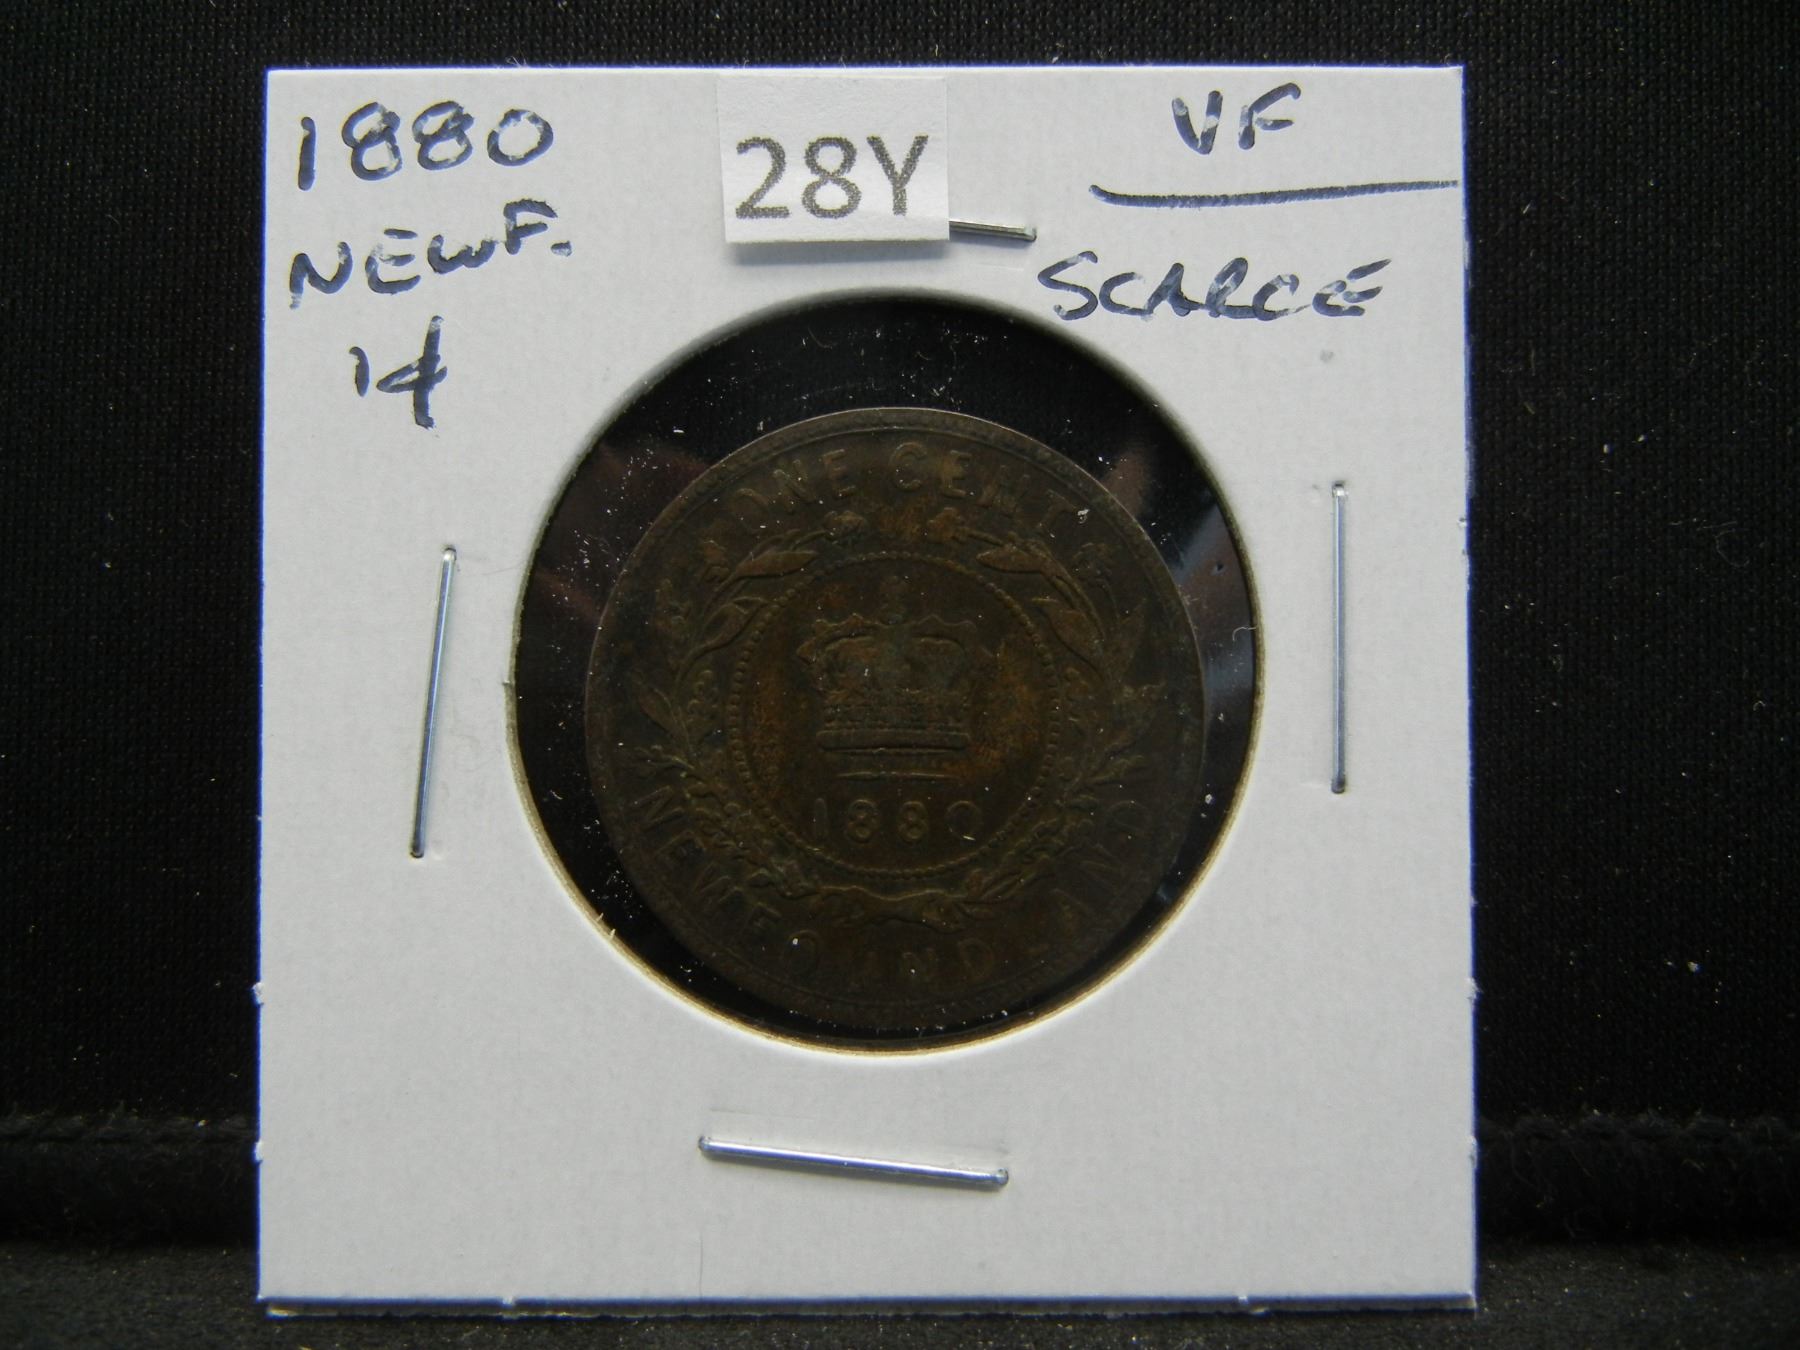 1880
NEWF.
1¢
28Y
VF
SCARCE
ONE CENT
1880
NEWFOUNDLAND